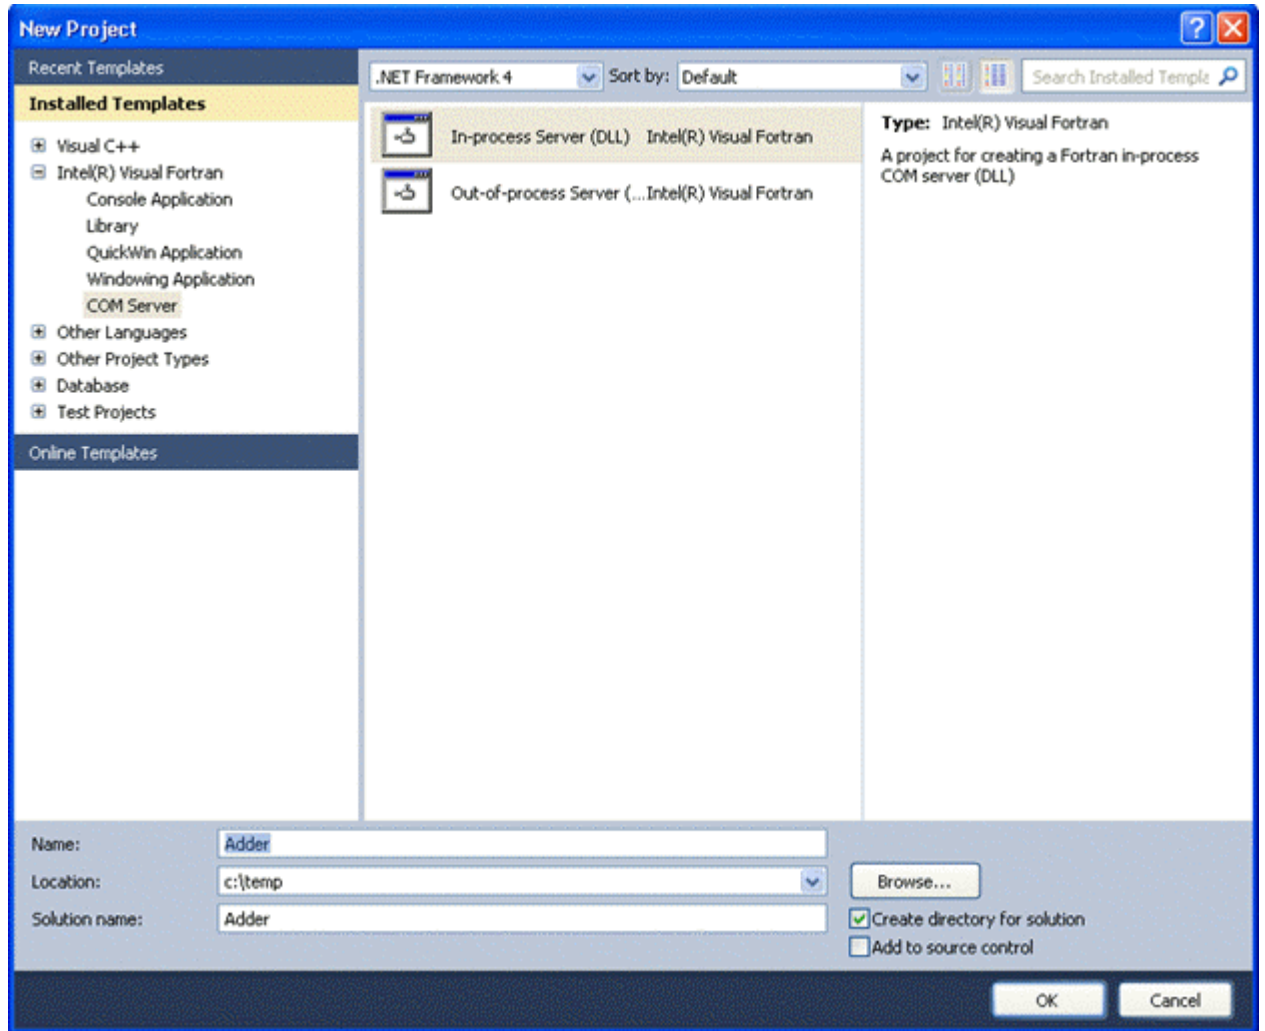 New Project
Recent Templates
Installed Templates
Visual C++
Intel(R) Visual Fortran
Console Application
Library
QuickWin Application
Windowing Application
COM Server
Other Languages
Other Project Types
Database
Test Projects
Online Templates
.NET Framework 4 Sort by: Default
Search Installed Templa
In-process Server (DLL) Intel(R) Visual Fortran
Out-of-process Server (...Intel(R) Visual Fortran
Type: Intel(R) Visual Fortran
A project for creating a Fortran in-process
COM server (DLL)
Name: Adder
Location: c:\temp Browse...
Solution name: Adder
Create directory for solution
Add to source control
OK Cancel